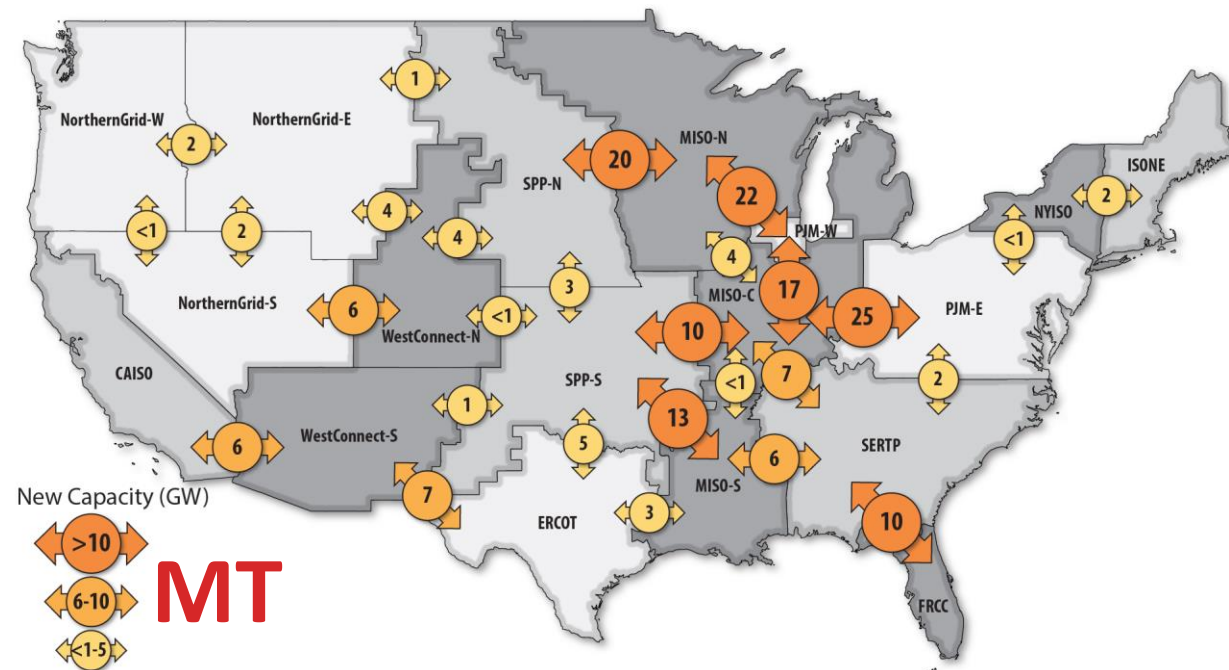 1
NorthernGrid-W
NorthernGrid-E
2
MISO-N
20
ISONE
SPP-N
22
2
NYISO
4
PJM-W
<1
2
4
<1
4
3
MISO-C
17
NorthernGrid-S
6
<1
25
PJM-E
10
WestConnect-N
CAISO
SPP-S
<1
7
2
1
13
WestConnect-S
5
6
SERTP
6
MISO-S
New Capacity (GW)
7
3
10
ERCOT
>10
MT
6-10
FRCC
<1-5